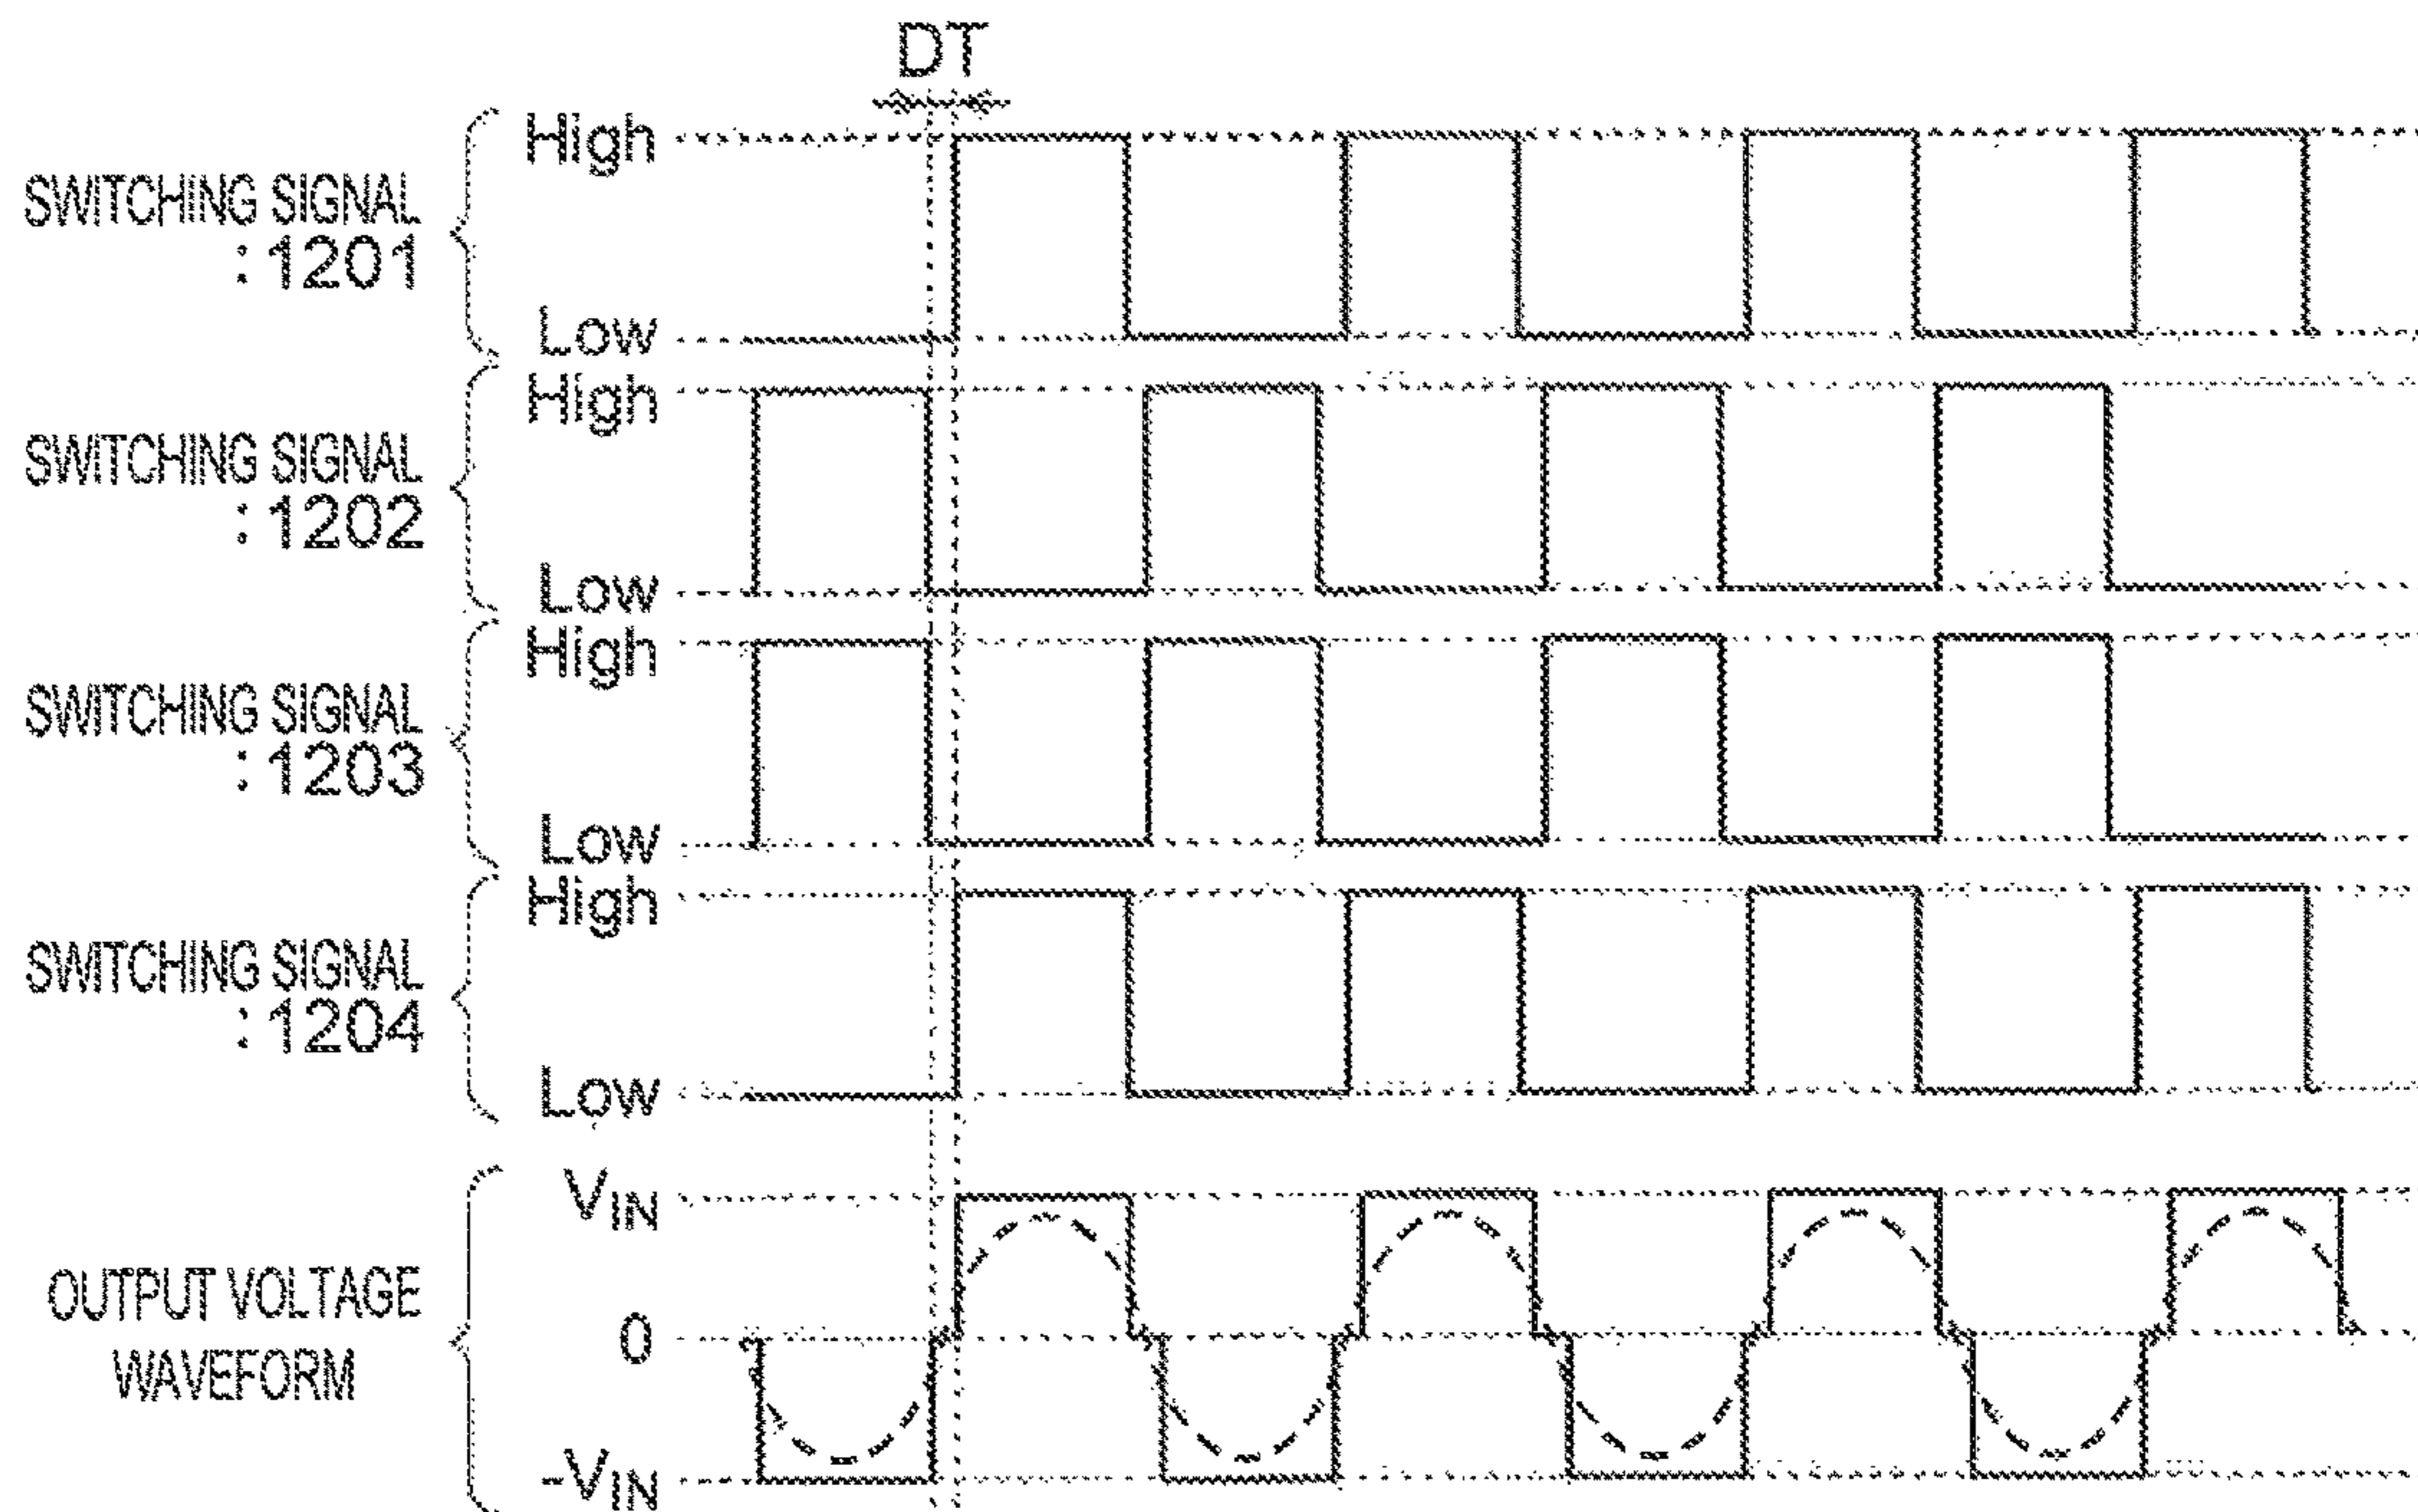 DT
SWITCHING SIGNAL
: 1201
High
Low
SWITCHING SIGNAL
: 1202
High
Low
SWITCHING SIGNAL
: 1203
High
Low
SWITCHING SIGNAL
: 1204
High
Low
OUTPUT VOLTAGE
WAVEFORM
VIN
0
-VIN